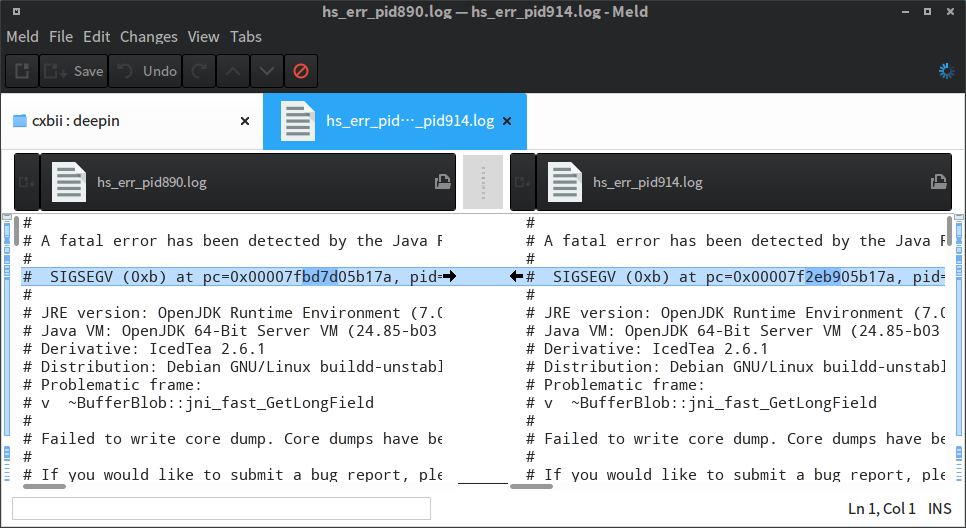 hs_err_pid890.log — hs_err_pid914.log - Meld
Meld File Edit Changes View Tabs
Save Undo
cxbii : deepin
hs_err_pid…_pid914.log
hs_err_pid890.log
hs_err_pid914.log
#
# A fatal error has been detected by the Java R
#
#  SIGSEGV (0xb) at pc=0x00007fbd7d05b17a, pid=
#
# JRE version: OpenJDK Runtime Environment (7.0
# Java VM: OpenJDK 64-Bit Server VM (24.85-b03
# Derivative: IcedTea 2.6.1
# Distribution: Debian GNU/Linux buildd-unstabl
# Problematic frame:
# v  ~BufferBlob::jni_fast_GetLongField
#
# Failed to write core dump. Core dumps have be
#
# If you would like to submit a bug report, ple
#
# A fatal error has been detected by the Java R
#
#  SIGSEGV (0xb) at pc=0x00007f2eb905b17a, pid=
#
# JRE version: OpenJDK Runtime Environment (7.0
# Java VM: OpenJDK 64-Bit Server VM (24.85-b03
# Derivative: IcedTea 2.6.1
# Distribution: Debian GNU/Linux buildd-unstabl
# Problematic frame:
# v  ~BufferBlob::jni_fast_GetLongField
#
# Failed to write core dump. Core dumps have be
#
# If you would like to submit a bug report, ple
Ln 1, Col 1 INS